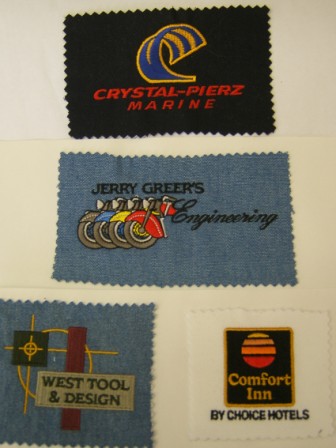 CRYSTAL-PIERZ
MARINE
JERRY GREER'S
Engineering
WEST TOOL
& DESIGN
Comfort
Inn
BY CHOICE HOTELS